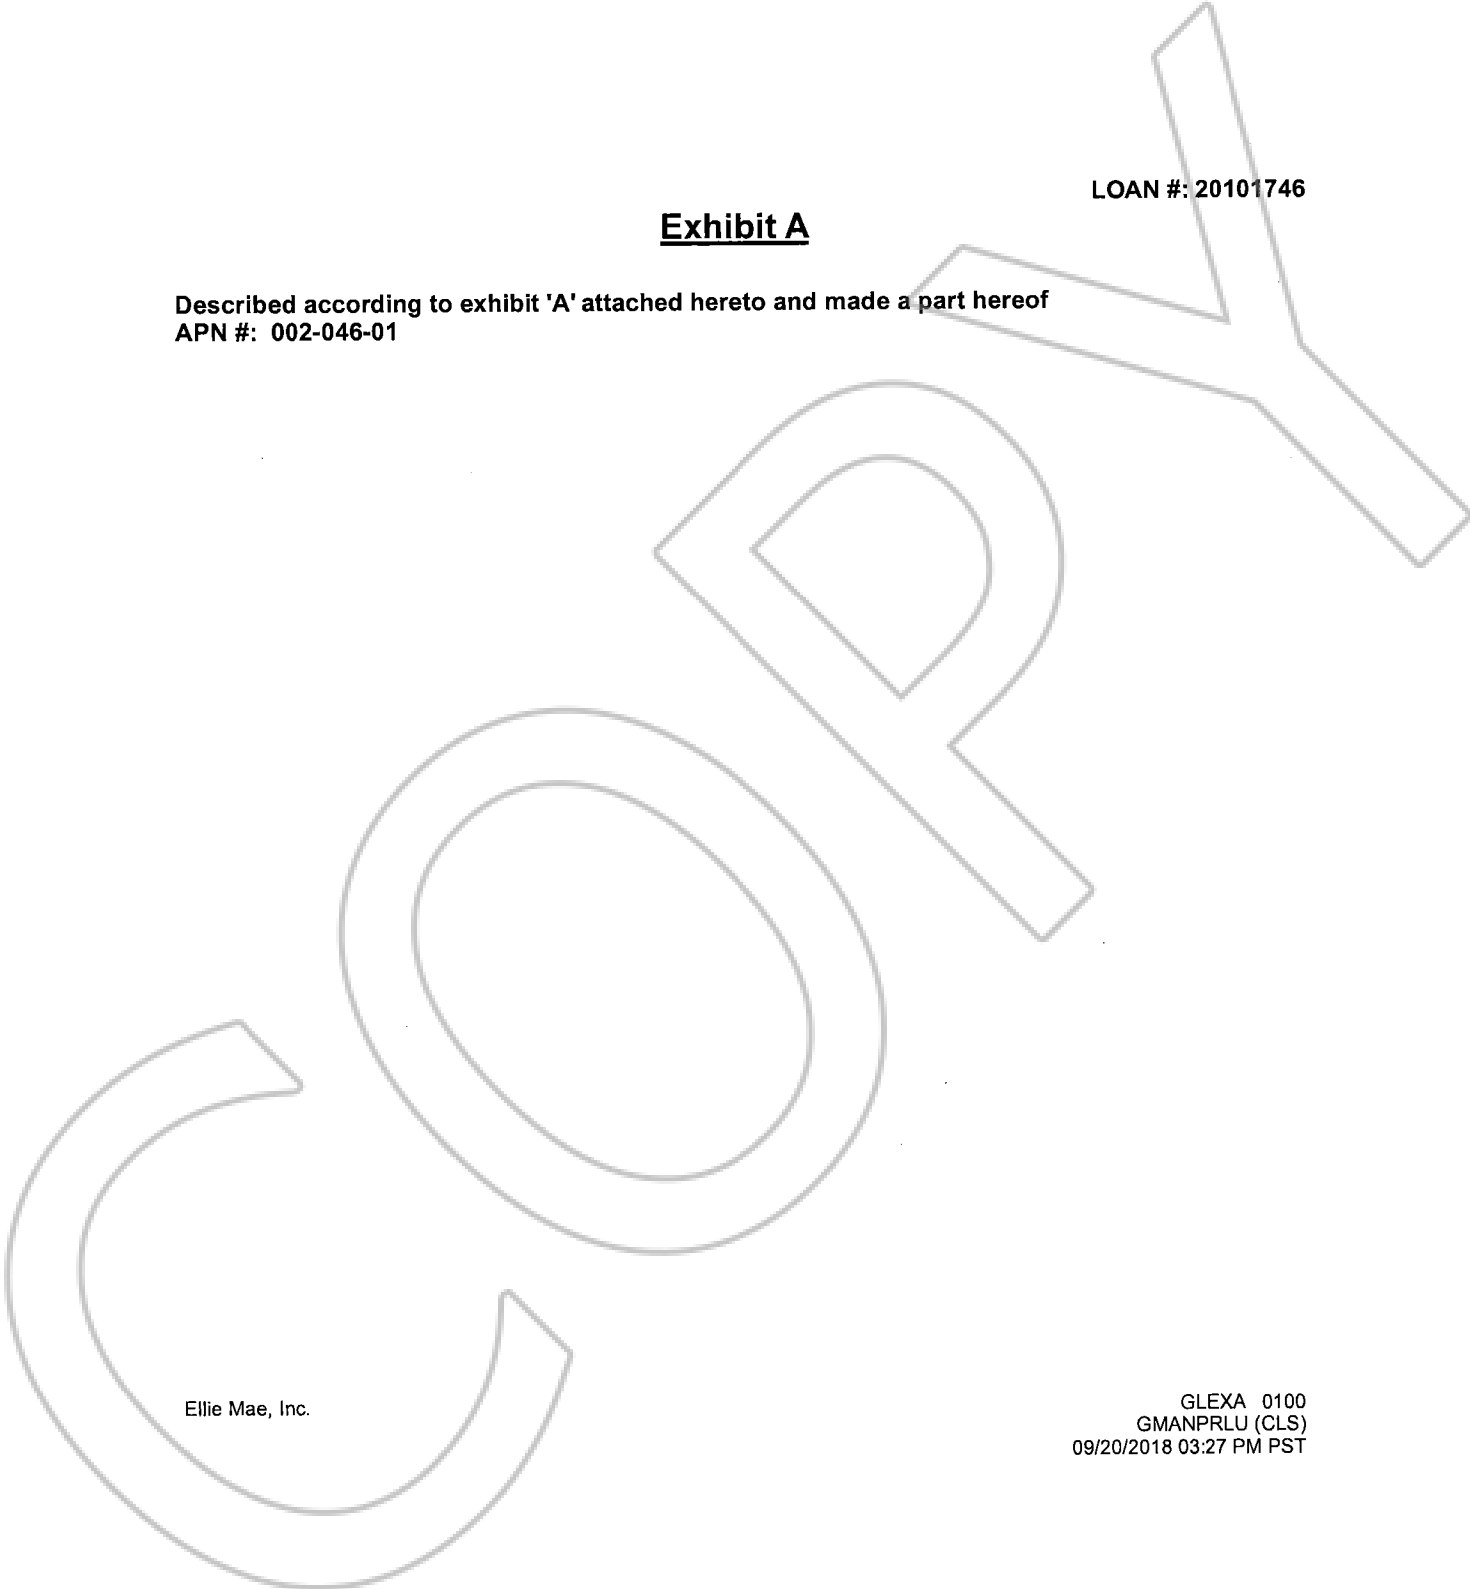 LOAN #: 20101746
Exhibit A
Described according to exhibit 'A' attached hereto and made a part hereof
APN #: 002-046-01
COPY
Ellie Mae, Inc.
GLEXA 0100
GMANPRLU (CLS)
09/20/2018 03:27 PM PST